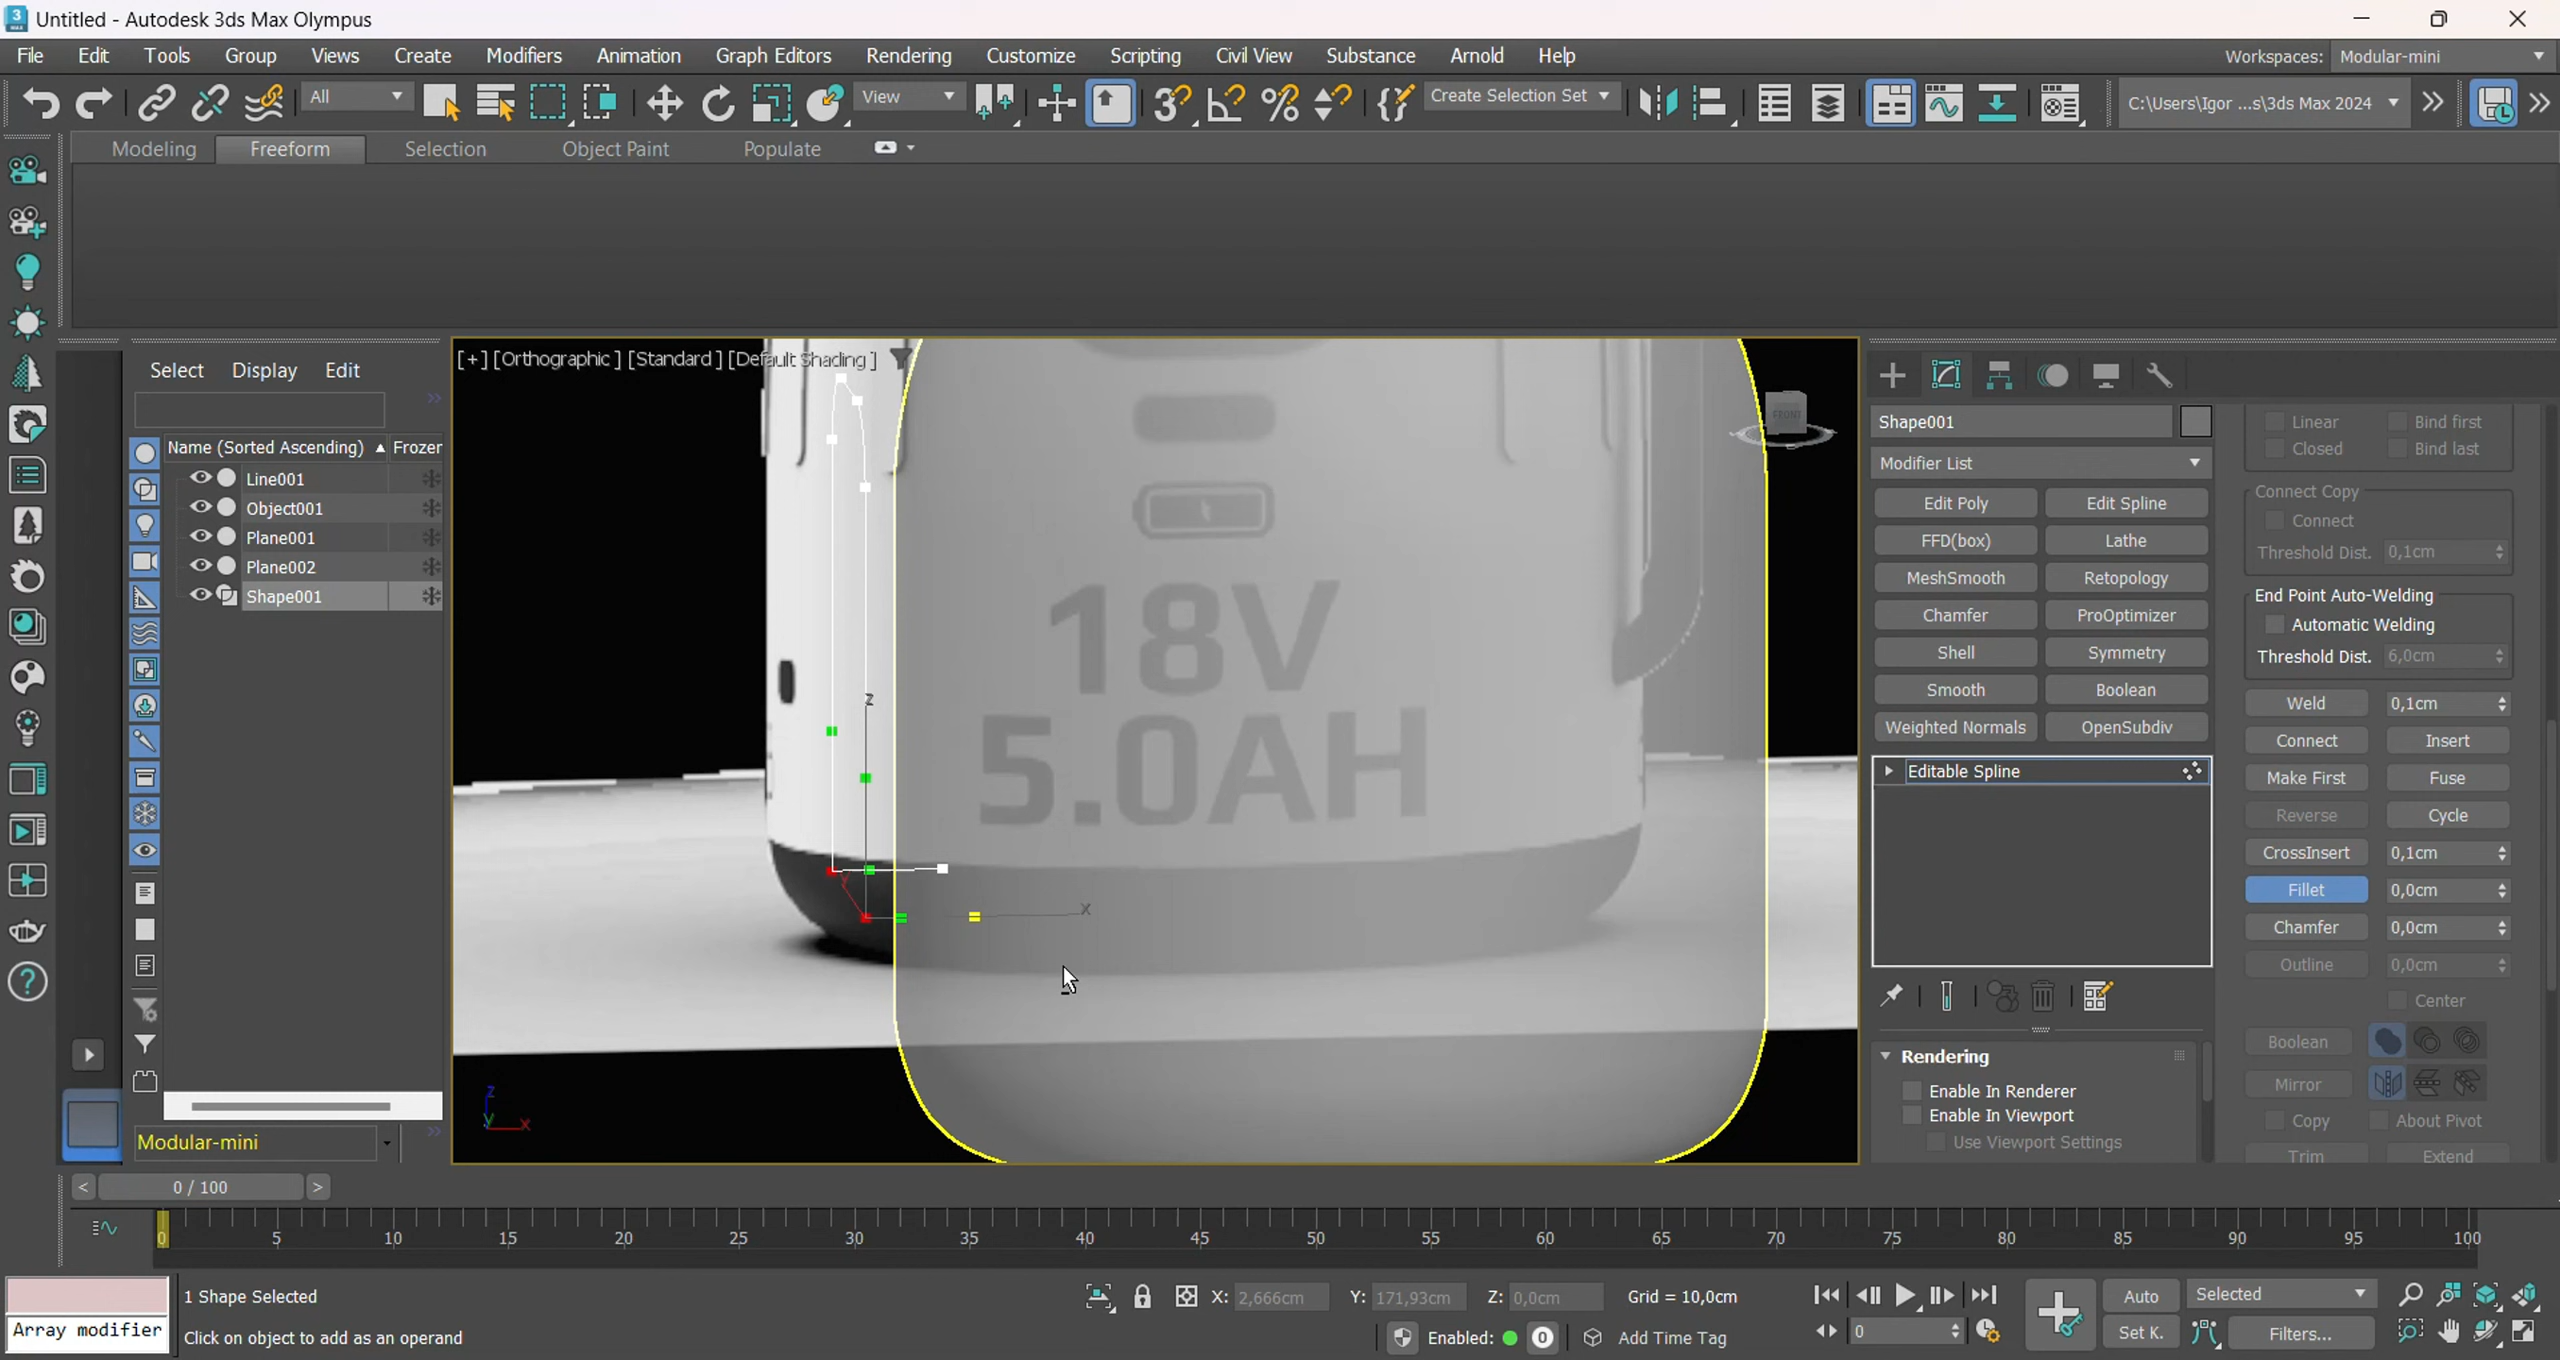 Untitled - Autodesk 3ds Max Olympus
File Edit Tools Group Views Create Modifiers Animation Graph Editors Rendering Customize Scripting Civil View Substance Arnold Help
Workspaces: Modular-mini
All
View
Create Selection Set
C:\Users\Igor ...s\3ds Max 2024
Modeling Freeform Selection Object Paint Populate
Select Display Edit
[+] [Orthographic ] [Standard ] [Default Shading ]
FRONT
Name (Sorted Ascending) Frozen
Line001
Object001
Plane001
Plane002
Shape001
18V
5.0AH
z
x
Y
z
y
x
Shape001
Modifier List
Edit Poly Edit Spline
FFD(box) Lathe
MeshSmooth Retopology
Chamfer ProOptimizer
Shell Symmetry
Smooth Boolean
Weighted Normals OpenSubdiv
Editable Spline
Rendering
Enable In Renderer
Enable In Viewport
Use Viewport Settings
Linear Bind first
Closed Bind last
Connect Copy
Connect
Threshold Dist. 0,1cm
End Point Auto-Welding
Automatic Welding
Threshold Dist. 6,0cm
Weld 0,1cm
Connect Insert
Make First Fuse
Reverse Cycle
CrossInsert 0,1cm
Fillet 0,0cm
Chamfer 0,0cm
Outline 0,0cm
Center
Boolean
Mirror
Copy About Pivot
Trim Extend
Modular-mini
< 0 / 100 >
0 5 10 15 20 25 30 35 40 45 50 55 60 65 70 75 80 85 90 95 100
1 Shape Selected
Array modifier
Click on object to add as an operand
X: 2,666cm Y: 171,93cm Z: 0,0cm Grid = 10,0cm
Enabled: 0 Add Time Tag
0
Auto Selected
Set K. Filters...